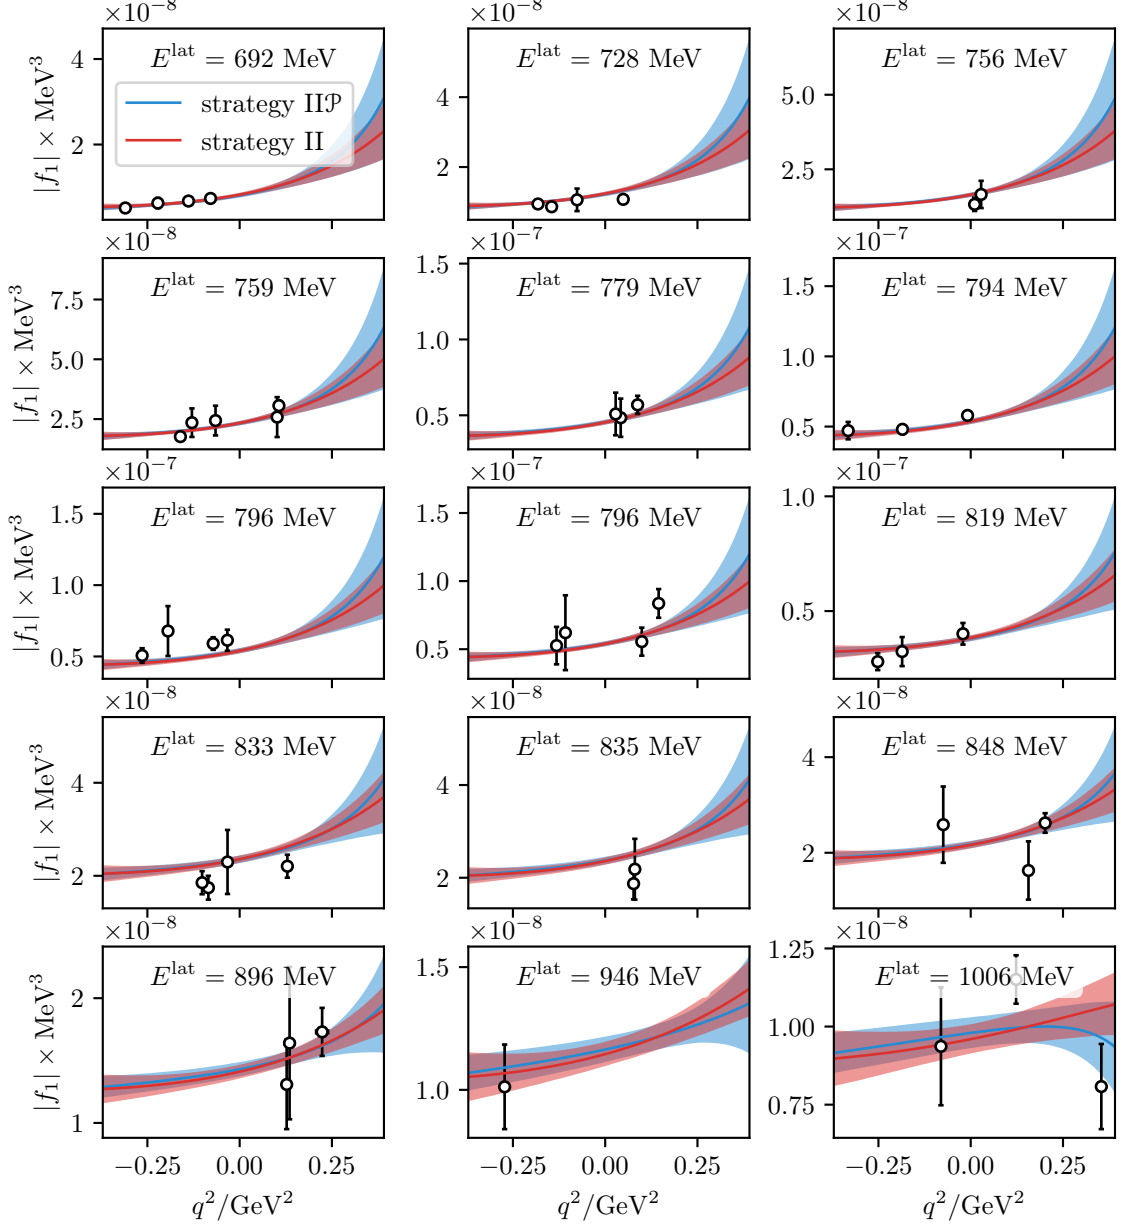 ×10⁻⁸ ×10⁻⁸ ×10⁻⁸
E^lat = 692 MeV E^lat = 728 MeV E^lat = 756 MeV
|f₁| × MeV³
4
2
strategy IIP
strategy II
4
2
5.0
2.5
×10⁻⁸ ×10⁻⁷ ×10⁻⁷
E^lat = 759 MeV E^lat = 779 MeV E^lat = 794 MeV
|f₁| × MeV³
7.5
5.0
2.5
1.5
1.0
0.5
1.5
1.0
0.5
×10⁻⁷ ×10⁻⁷ ×10⁻⁷
E^lat = 796 MeV E^lat = 796 MeV E^lat = 819 MeV
|f₁| × MeV³
1.5
1.0
0.5
1.5
1.0
0.5
1.0
0.5
×10⁻⁸ ×10⁻⁸ ×10⁻⁸
E^lat = 833 MeV E^lat = 835 MeV E^lat = 848 MeV
|f₁| × MeV³
4
2
4
2
4
2
×10⁻⁸ ×10⁻⁸ ×10⁻⁸
E^lat = 896 MeV E^lat = 946 MeV E^lat = 1006 MeV
|f₁| × MeV³
2
1
1.5
1.0
1.25
1.00
0.75
−0.25 0.00 0.25 −0.25 0.00 0.25 −0.25 0.00 0.25
q²/GeV² q²/GeV² q²/GeV²